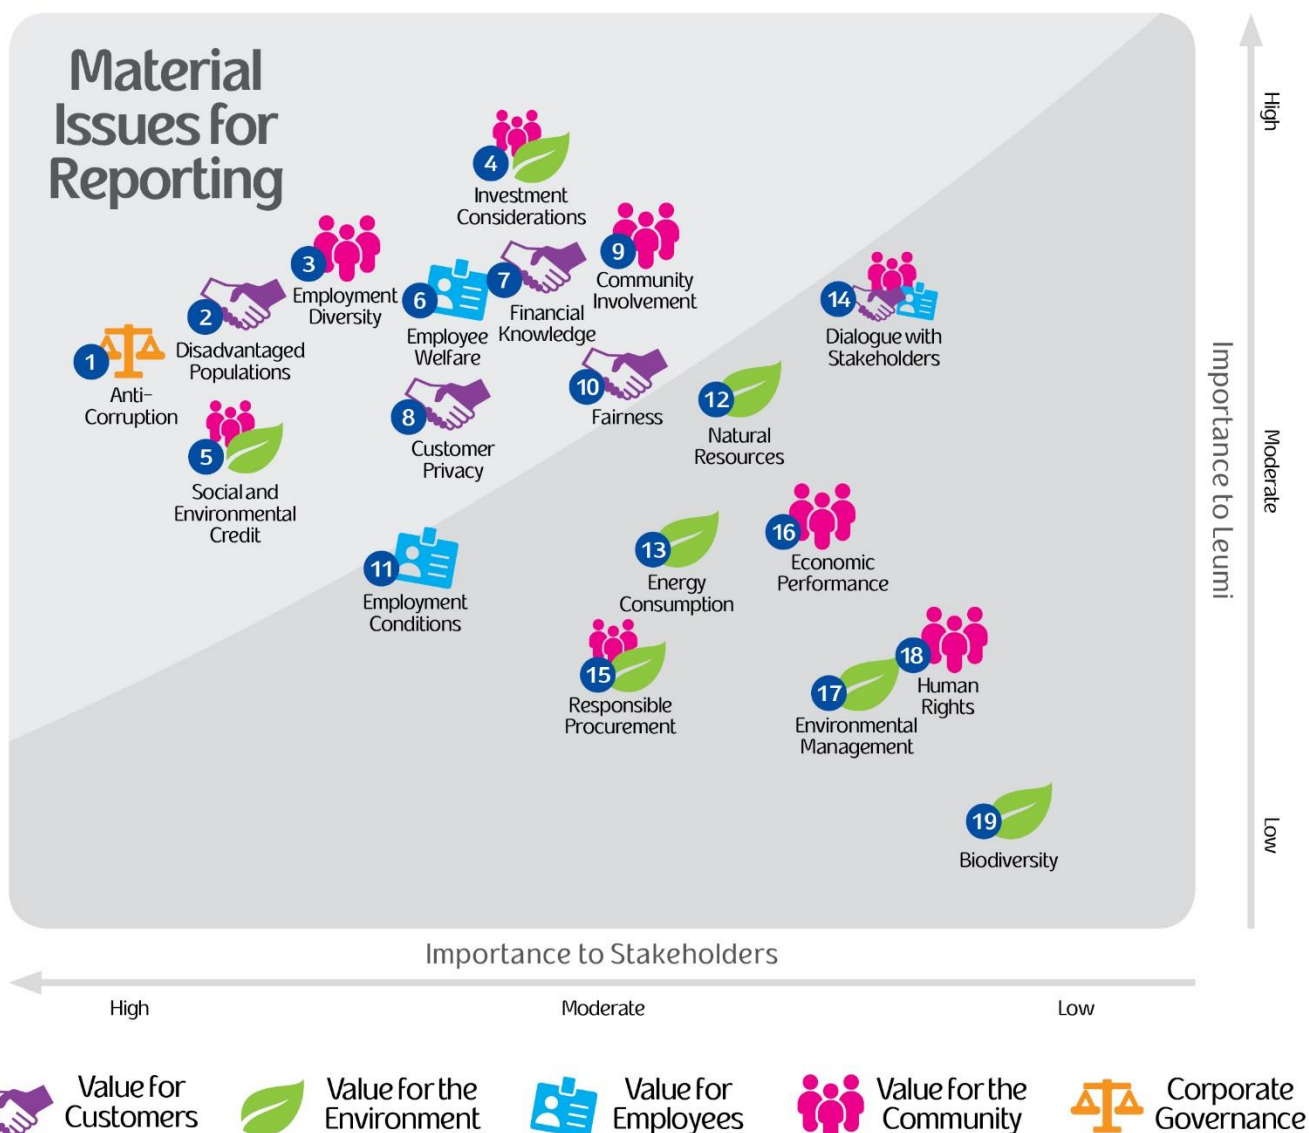 Material
Issues for
Reporting
4
Investment
Considerations
3
Employment
Diversity
9
Community
Involvement
7
Financial
Knowledge
6
Employee
Welfare
2
Disadvantaged
Populations
1
Anti-
Corruption
14
Dialogue with
Stakeholders
10
Fairness
8
Customer
Privacy
12
Natural
Resources
5
Social and
Environmental
Credit
11
Employment
Conditions
13
Energy
Consumption
16
Economic
Performance
15
Responsible
Procurement
18
Human
Rights
17
Environmental
Management
19
Biodiversity
High
Moderate
Low
Importance to Leumi
Importance to Stakeholders
High
Moderate
Low
Value for
Customers
Value for the
Environment
Value for
Employees
Value for the
Community
Corporate
Governance